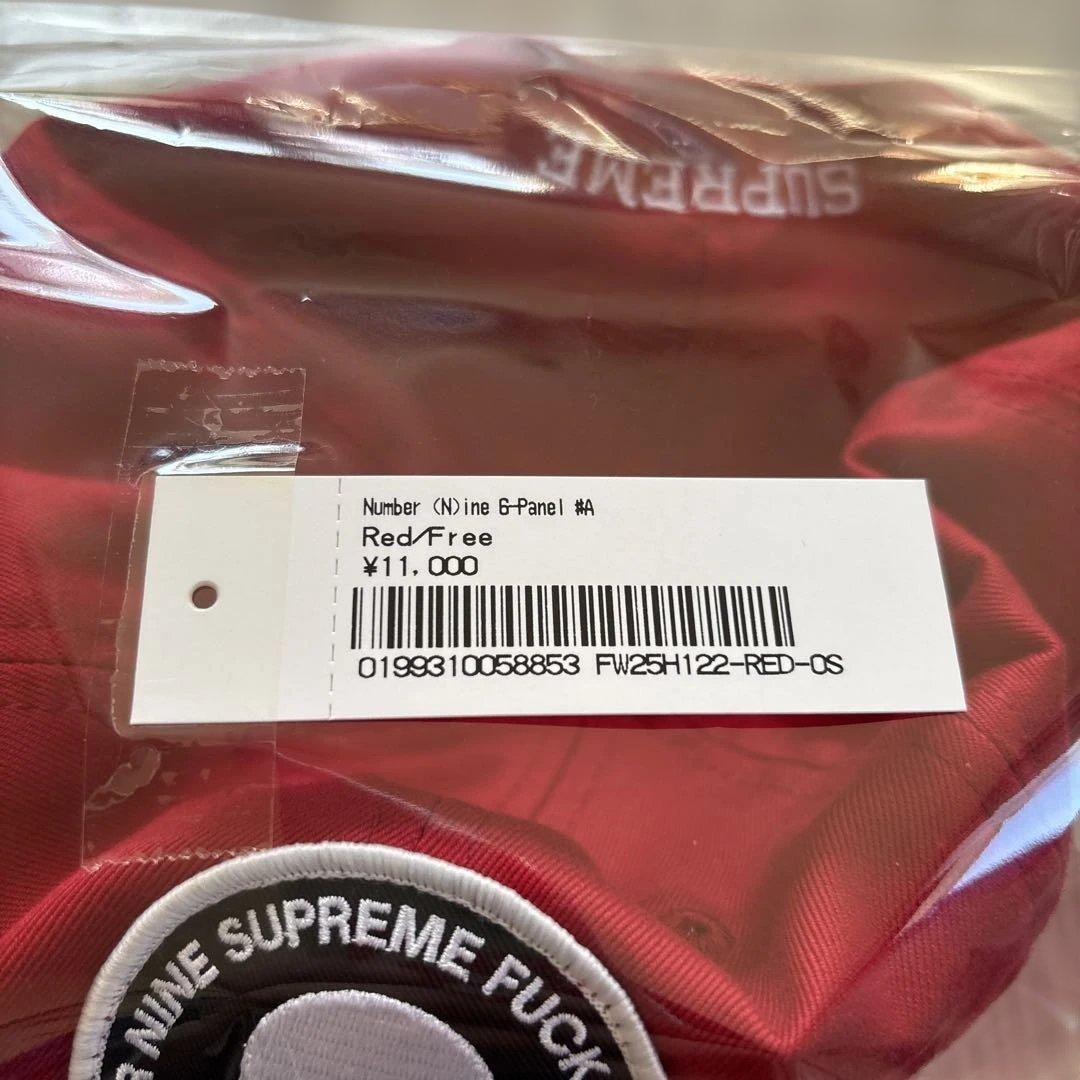 SUPREME
Number (N)ine 6-Panel #A
Red/Free
¥11,000
0199310058853 FW25H122-RED-OS
NINE SUPREME FUCK